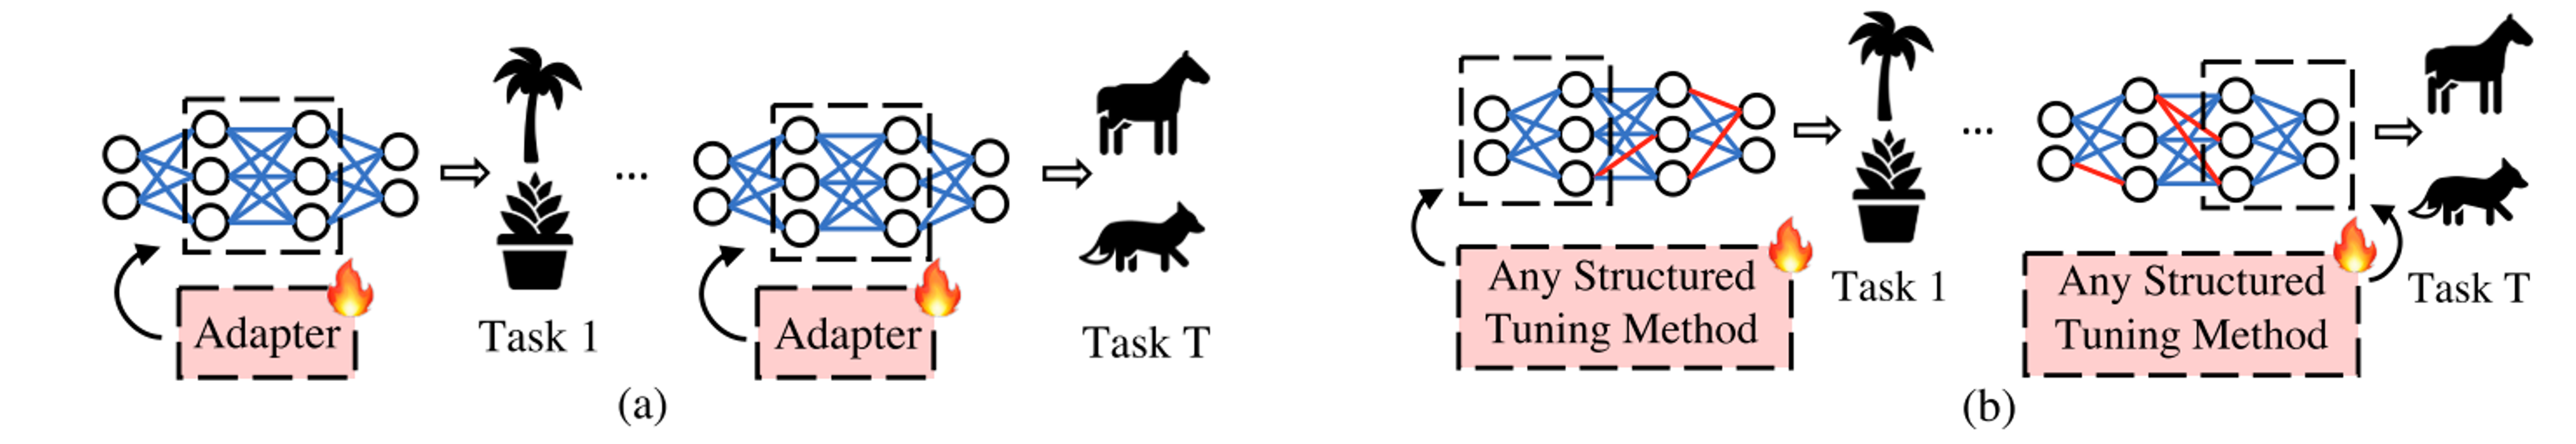 Adapter
Task 1
...
Adapter
Task T
(a)
Any Structured
Tuning Method
Task 1
...
Any Structured
Tuning Method
Task T
(b)